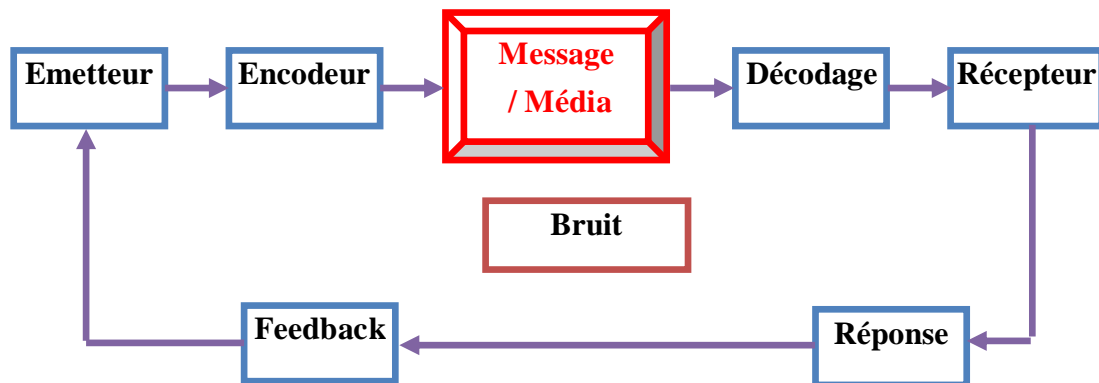 Emetteur
Encodeur
Message
/ Média
Décodage
Récepteur
Bruit
Feedback
Réponse